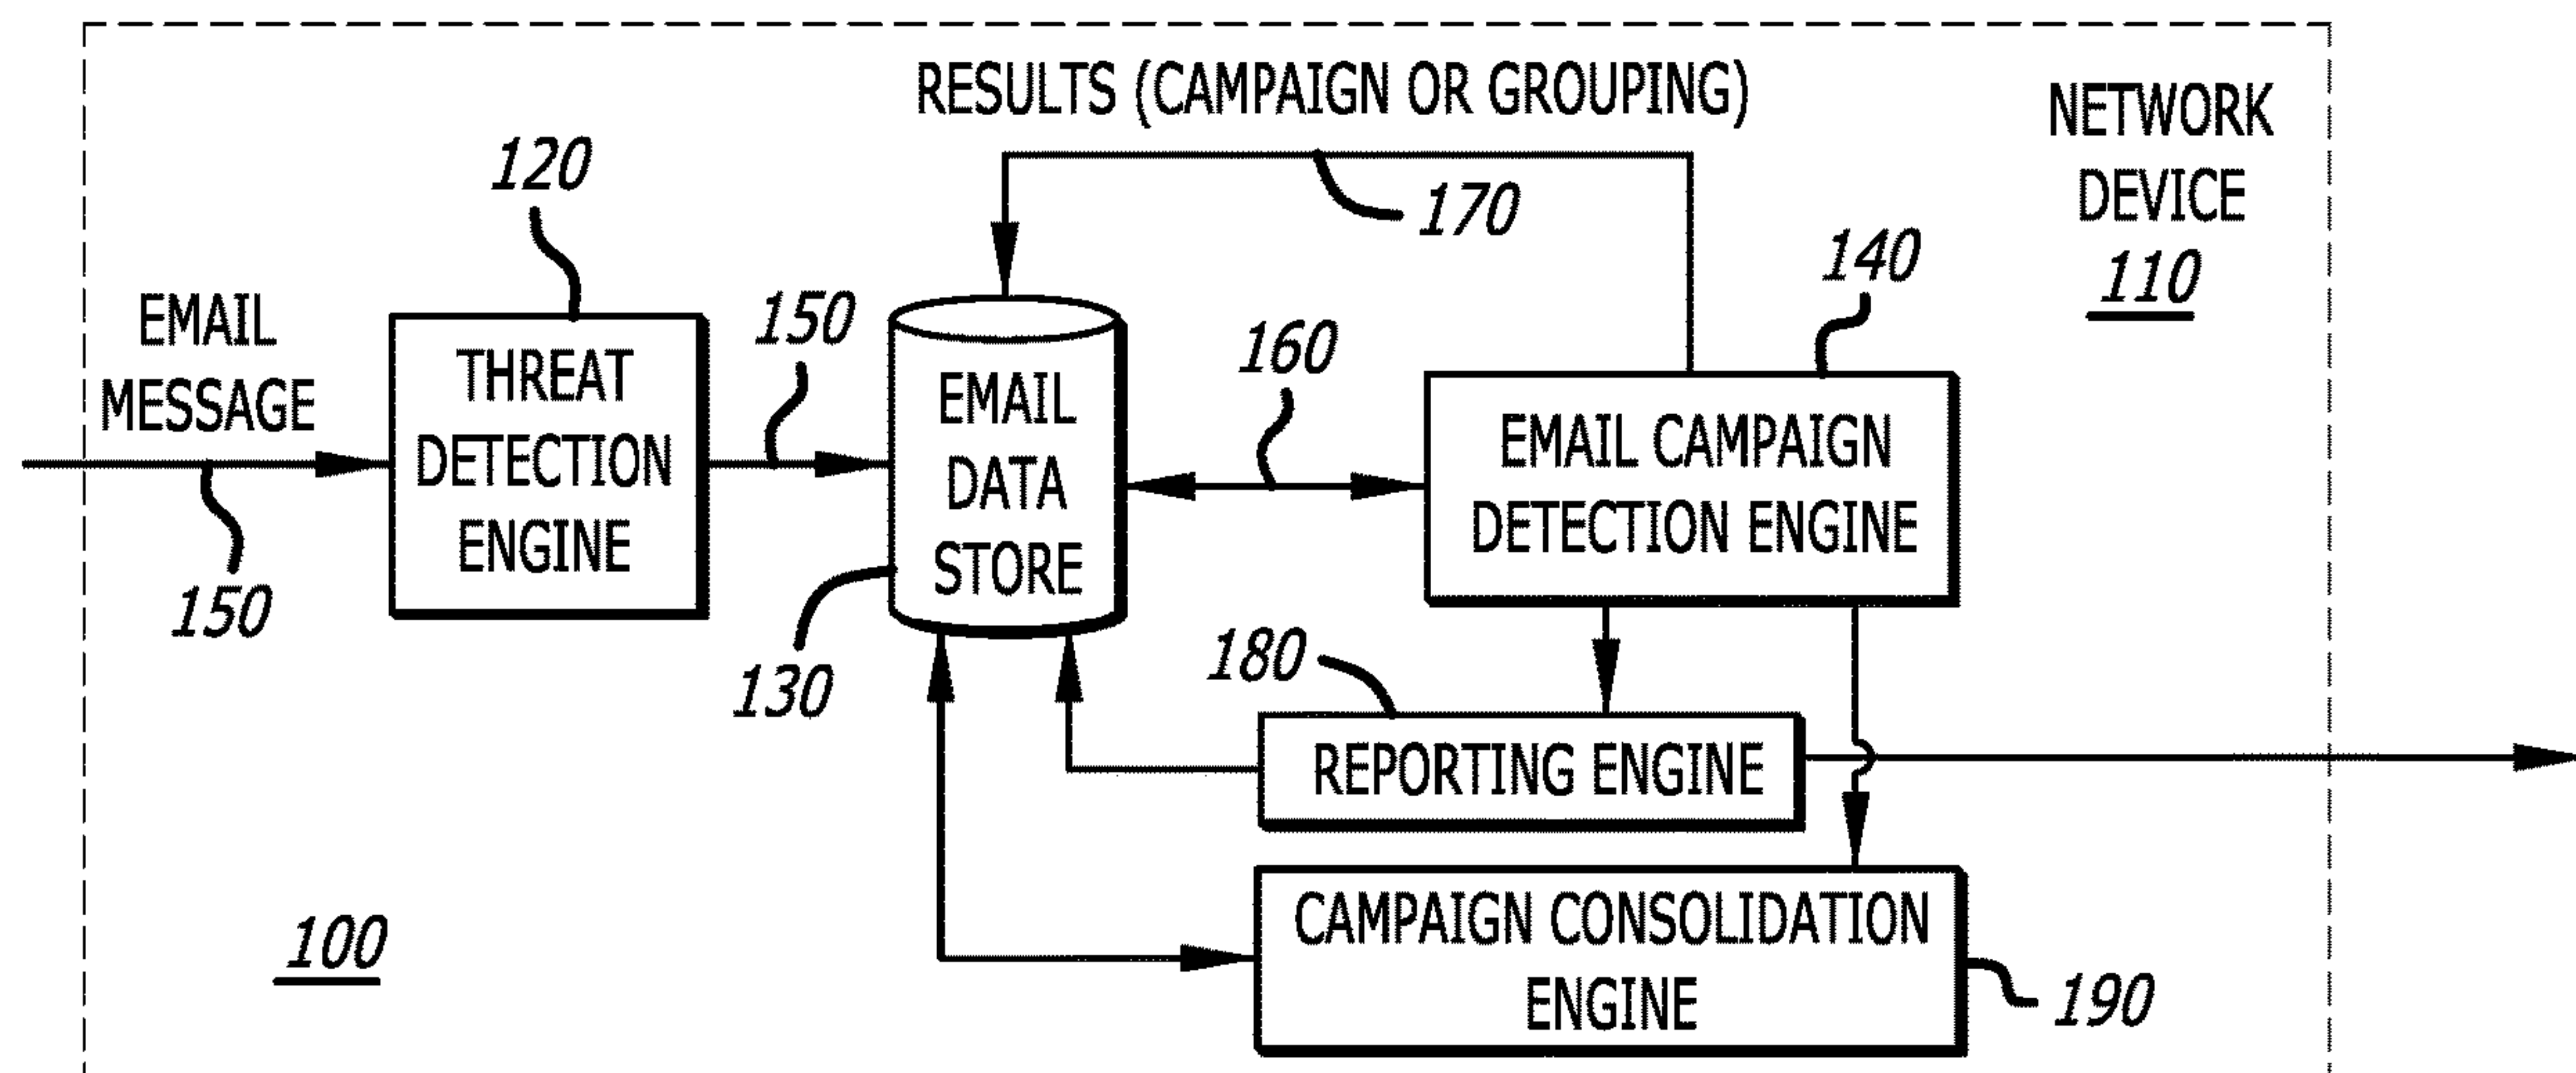 RESULTS (CAMPAIGN OR GROUPING)
NETWORK
DEVICE
110
120
170
140
EMAIL
MESSAGE
150
THREAT
DETECTION
ENGINE
150
EMAIL
DATA
STORE
160
EMAIL CAMPAIGN
DETECTION ENGINE
150
130
180
REPORTING ENGINE
100
CAMPAIGN CONSOLIDATION
ENGINE
190